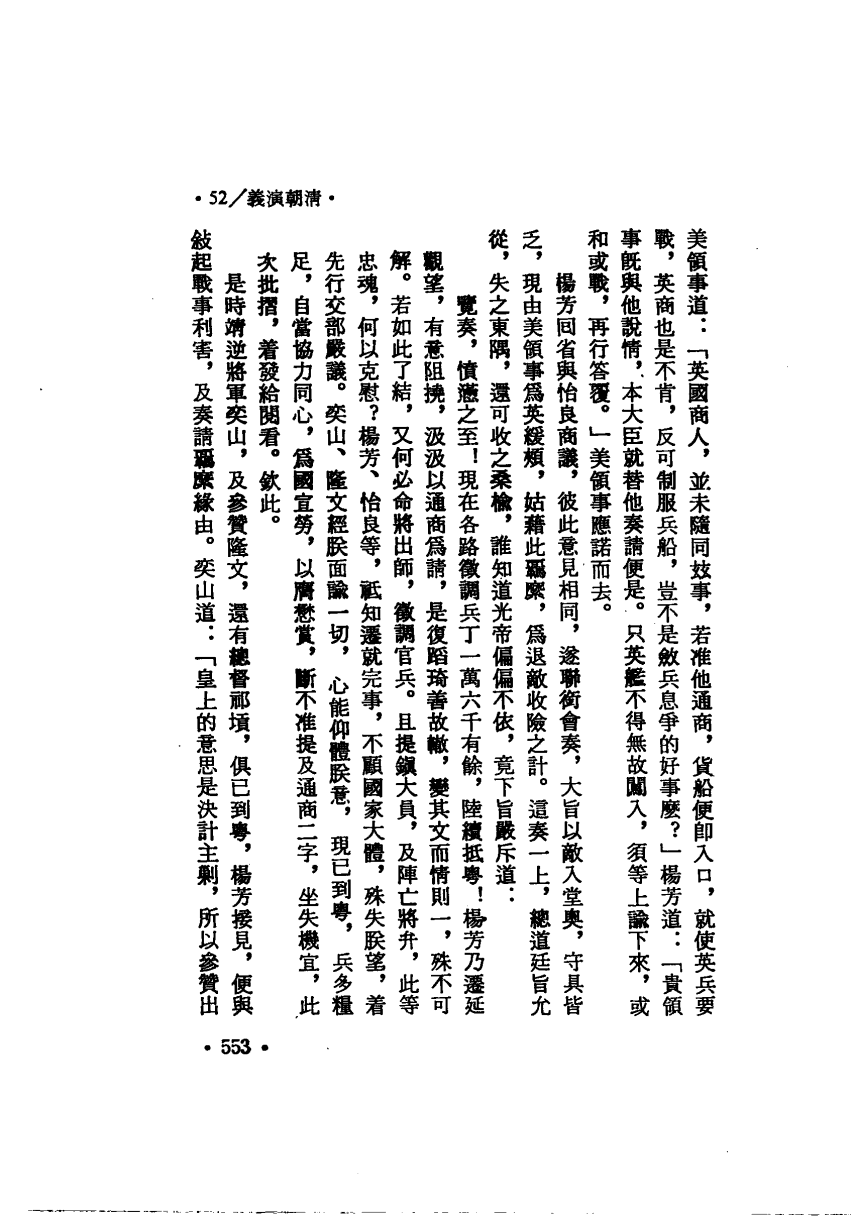 ·清朝演義／52·
美領事道：「英國商人，並未隨同妓事，若准他通商，貨船便卽入口，就使英兵要
戰，英商也是不肯，反可制服兵船，豈不是斂兵息爭的好事麼？」楊芳道：「貴領
事旣與他說情，本大臣就替他奏請便是。只英艦不得無故闖入，須等上諭下來，或
和或戰，再行答覆。」美領事應諾而去。
楊芳回省與怡良商議，彼此意見相同，遂聯銜會奏，大旨以敵入堂奧，守具皆
乏，現由美領事爲英緩頰，姑藉此羈縻，爲退敵收險之計。這奏一上，總道廷旨允
從，失之東隅，還可收之桑榆，誰知道光帝偏偏不依，竟下旨嚴斥道：
覽奏，憤懣之至！現在各路徵調兵丁一萬六千有餘，陸續抵粵！楊芳乃遷延
觀望，有意阻撓，汲汲以通商爲請，是復蹈琦善故轍，變其文而情則一，殊不可
解。若如此了結，又何必命將出師，徵調官兵。且提鎭大員，及陣亡將弁，此等
忠魂，何以克慰？楊芳、怡良等，祗知遷就完事，不顧國家大體，殊失朕望，着
先行交部嚴議。奕山、隆文經朕面諭一切，心能仰體朕意，現已到粵，兵多糧
足，自當協力同心，爲國宣勞，以膺懋賞，斷不准提及通商二字，坐失機宜，此
次批摺，着發給閱看。欽此。
是時靖逆將軍奕山，及參贊隆文，還有總督祁𡎴，俱已到粵，楊芳接見，便與
敍起戰事利害，及奏請羈縻緣由。奕山道：「皇上的意思是決計主剿，所以參贊出
·553·